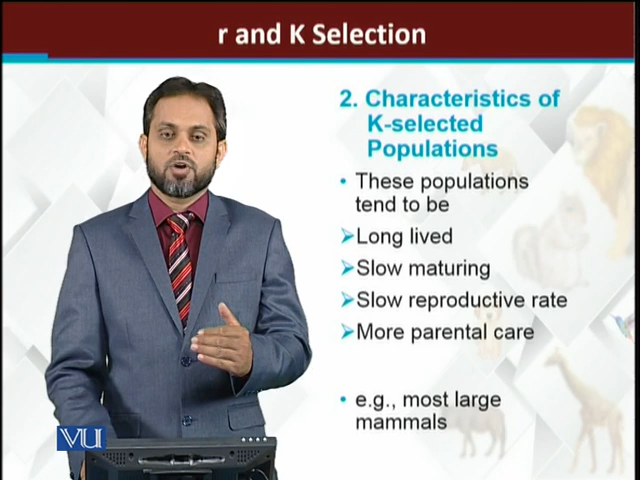 r and K Selection
2. Characteristics of
K-selected
Populations
• These populations
tend to be
➢Long lived
➢Slow maturing
➢Slow reproductive rate
➢More parental care
• e.g., most large
mammals
VU